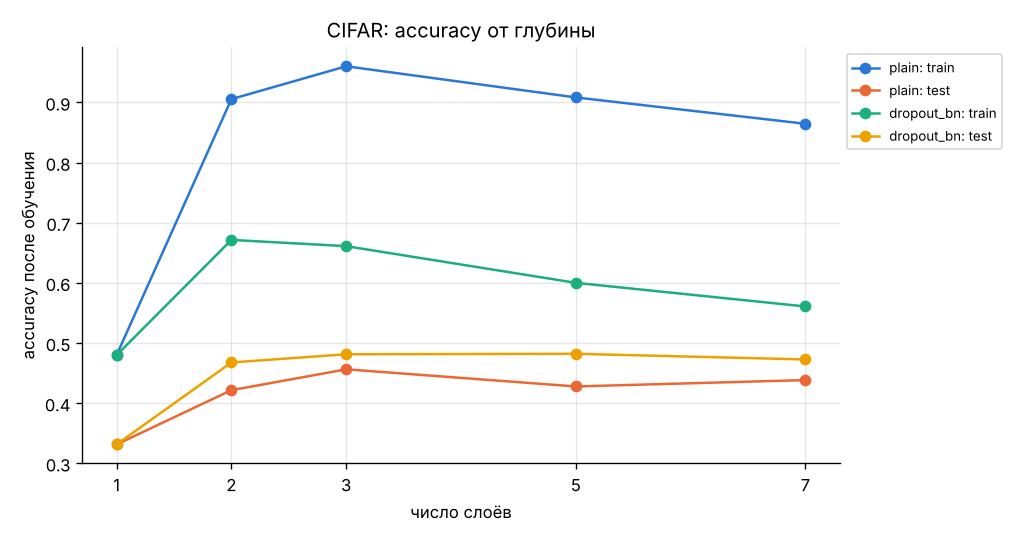 CIFAR: accuracy от глубины
plain: train
plain: test
dropout_bn: train
dropout_bn: test
accuracy после обучения
0.9
0.8
0.7
0.6
0.5
0.4
0.3
1 2 3 5 7
число слоёв